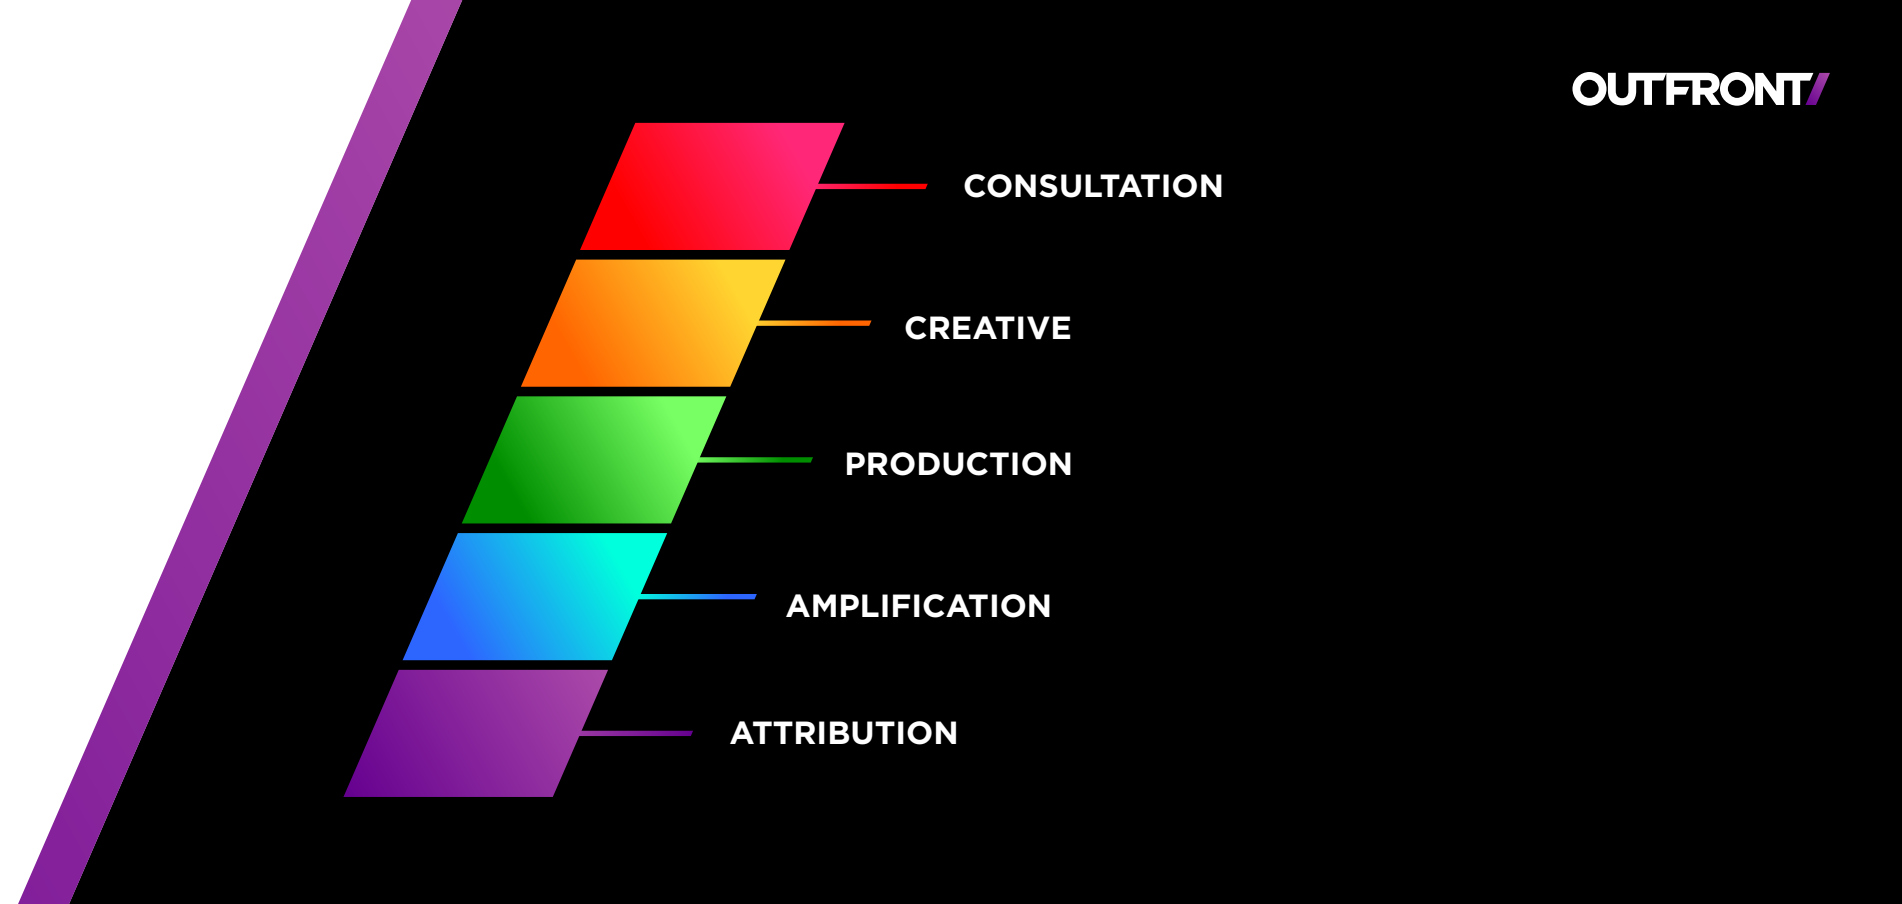 OUTFRONT/
CONSULTATION
CREATIVE
PRODUCTION
AMPLIFICATION
ATTRIBUTION